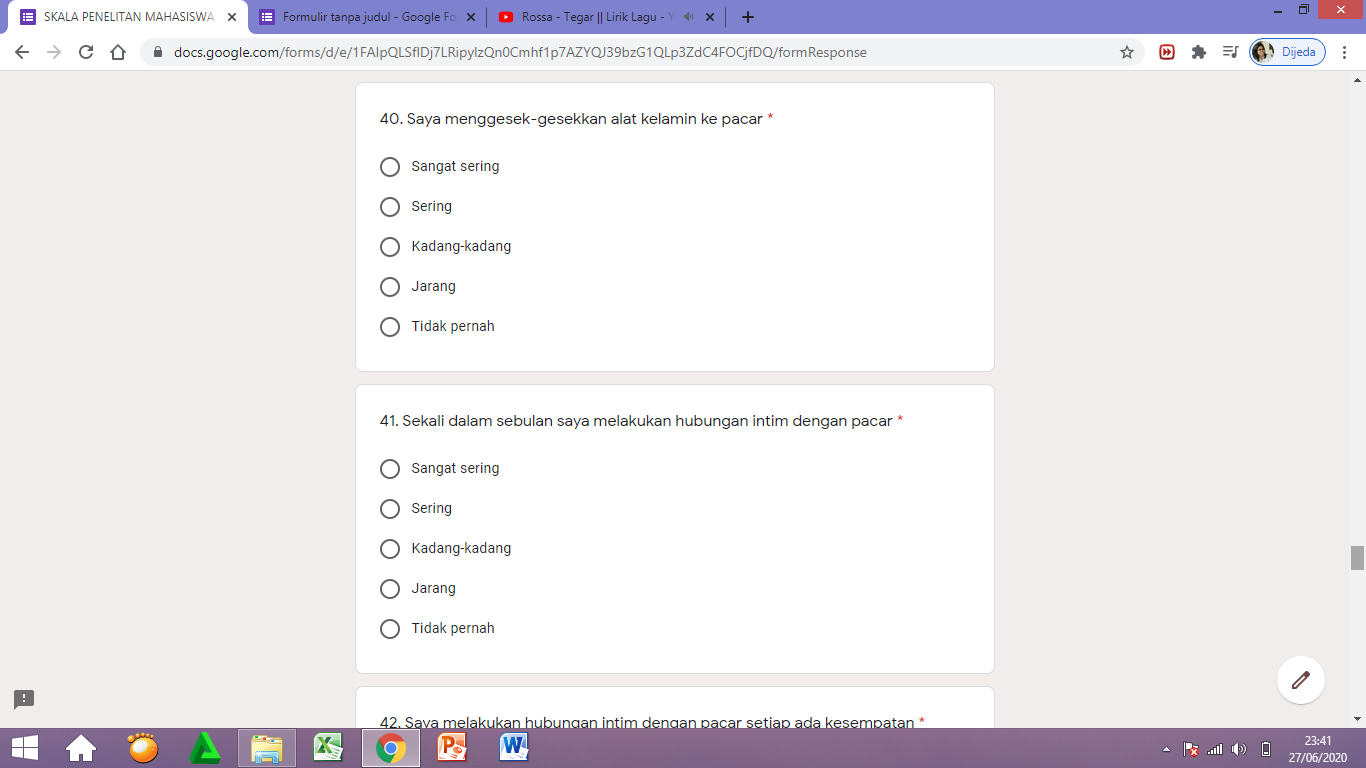 SKALA PENELITAN MAHASISWA
Formulir tanpa judul - Google Fo
Rossa - Tegar || Lirik Lagu -
docs.google.com/forms/d/e/1FAIpQLSflDj7LRipyIzQn0Cmhf1p7AZYQJ39bzG1QLp3ZdC4FOCjfDQ/formResponse
Dijeda
40. Saya menggesek-gesekkan alat kelamin ke pacar *
Sangat sering
Sering
Kadang-kadang
Jarang
Tidak pernah
41. Sekali dalam sebulan saya melakukan hubungan intim dengan pacar *
Sangat sering
Sering
Kadang-kadang
Jarang
Tidak pernah
42. Saya melakukan hubungan intim dengan pacar setiap ada kesempatan *
23:41
27/06/2020